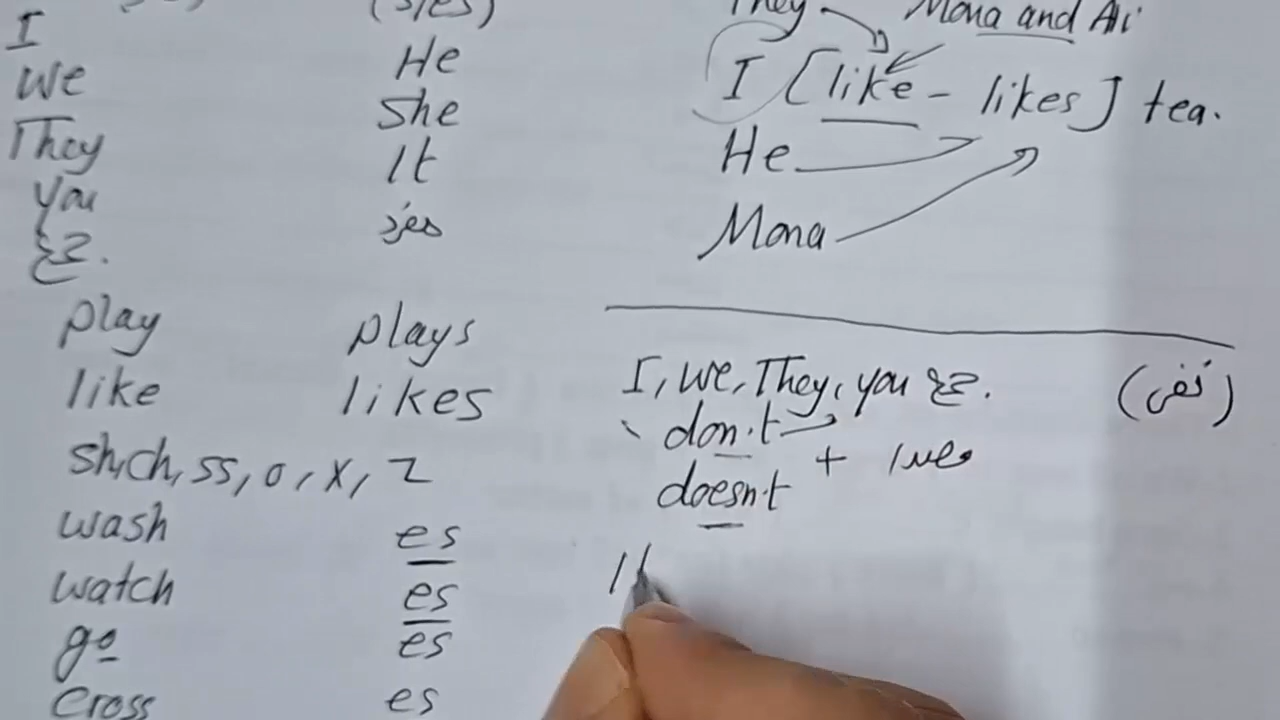 I
We
They
you
جمع.
(s/es)
He
She
It
مفرد
play plays
like likes
sh, ch, ss, o, x, z
wash es
watch es
go es
cross es
They Mona and Ali
I [like - likes] tea.
He
Mona
I, We, They, you جمع. (نفى)
don't
doesn't + مصدر